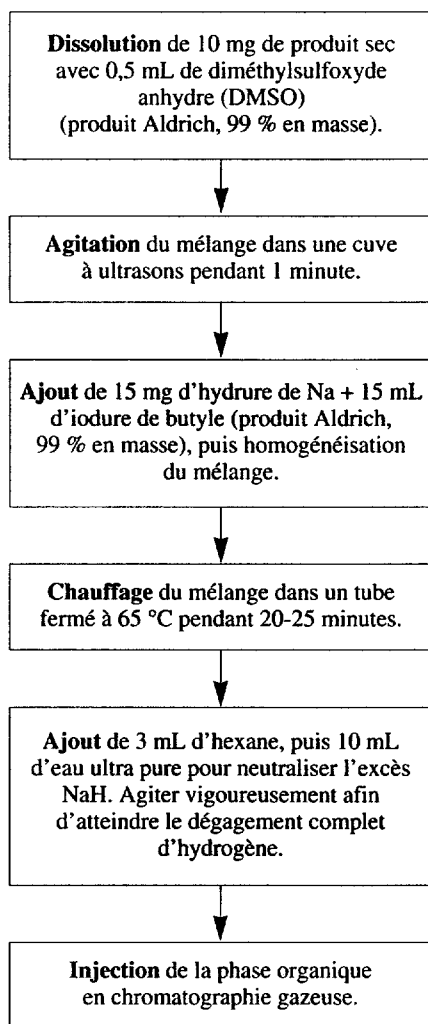 Dissolution de 10 mg de produit sec
avec 0,5 mL de diméthylsulfoxyde
anhydre (DMSO)
(produit Aldrich, 99 % en masse).
Agitation du mélange dans une cuve
à ultrasons pendant 1 minute.
Ajout de 15 mg d'hydrure de Na + 15 mL
d'iodure de butyle (produit Aldrich,
99 % en masse), puis homogénéisation
du mélange.
Chauffage du mélange dans un tube
fermé à 65 °C pendant 20-25 minutes.
Ajout de 3 mL d'hexane, puis 10 mL
d'eau ultra pure pour neutraliser l'excès
NaH. Agiter vigoureusement afin
d'atteindre le dégagement complet
d'hydrogène.
Injection de la phase organique
en chromatographie gazeuse.